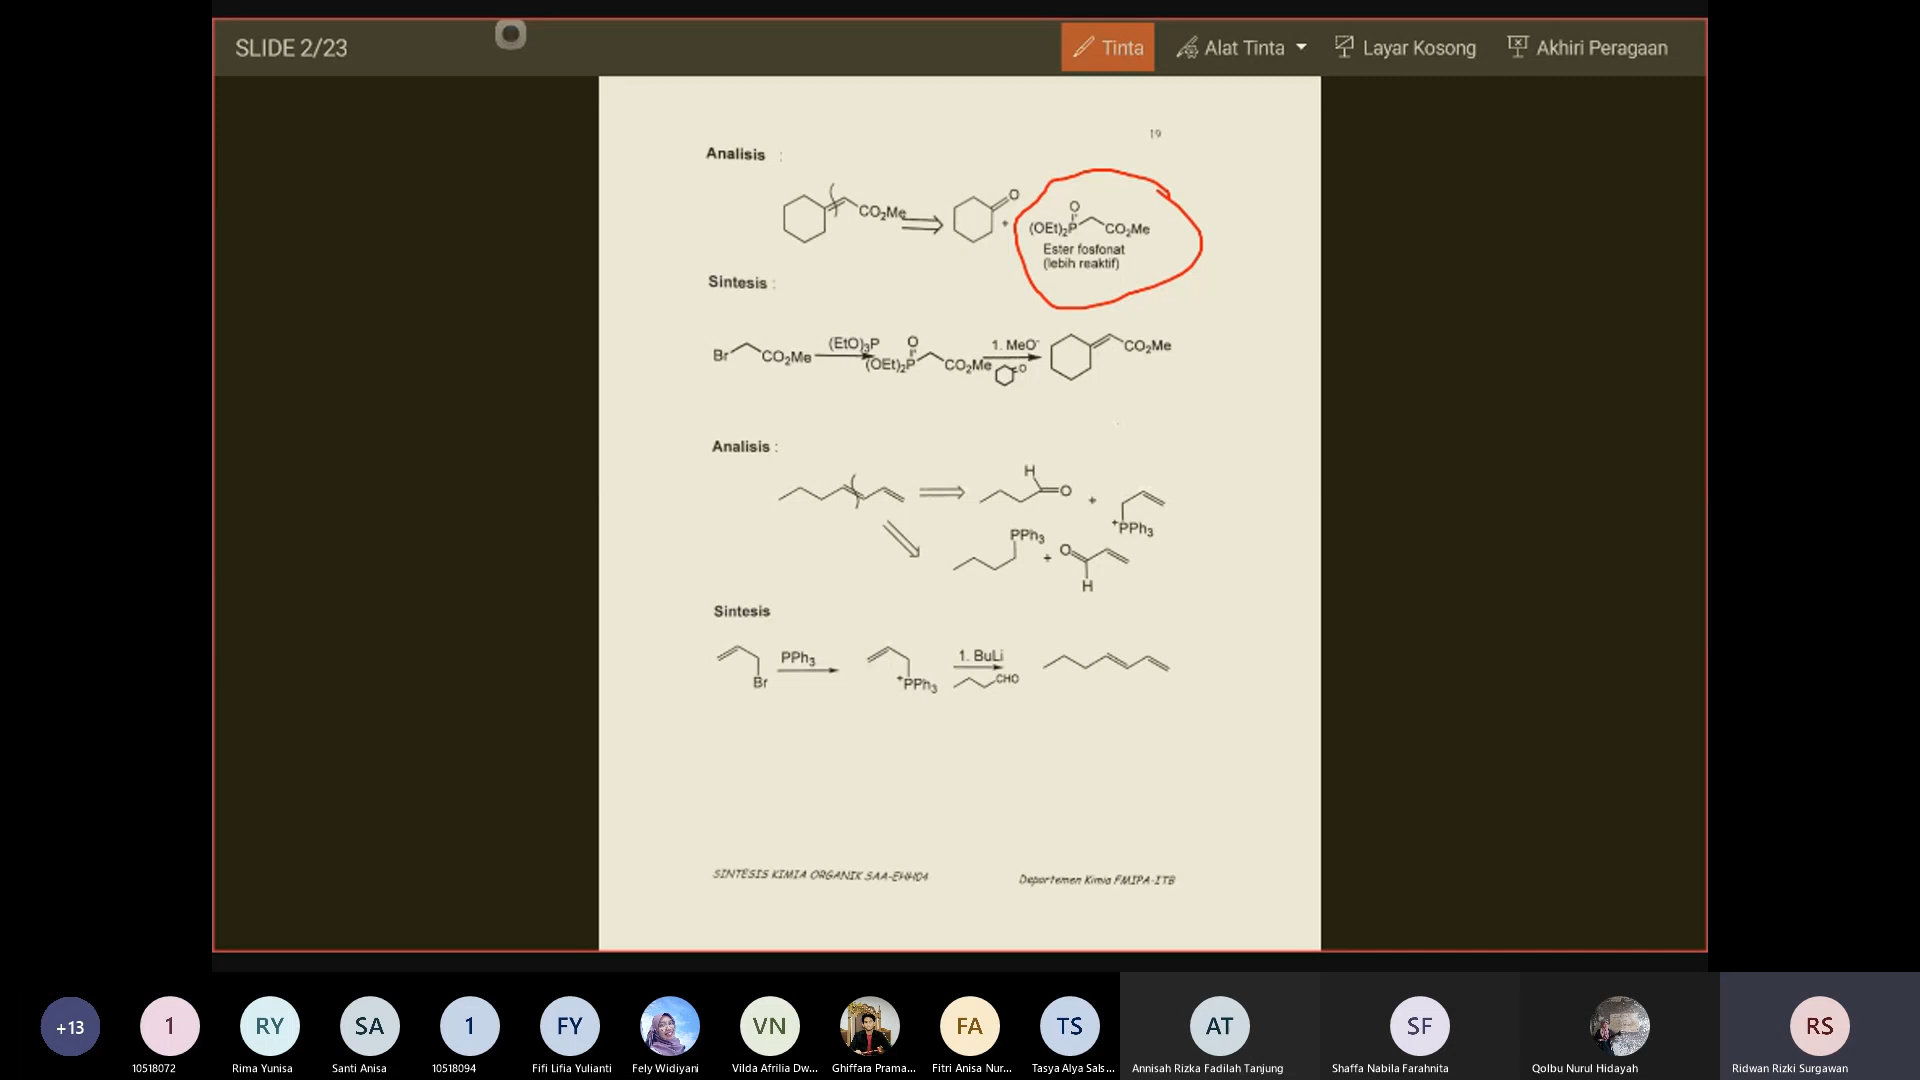 SLIDE 2/23
Tinta
Alat Tinta
Layar Kosong
Akhiri Peragaan
19
Analisis :
CO₂Me
O
+
O
(OEt)₂P
CO₂Me
Ester fosfonat
(lebih reaktif)
Sintesis :
Br
CO₂Me
(EtO)₃P
O
(OEt)₂P
CO₂Me
1. MeO⁻
O
CO₂Me
Analisis :
H
O
+
⁺PPh₃
PPh₃
+
O
H
Sintesis
Br
PPh₃
⁺PPh₃
1. BuLi
CHO
SINTESIS KIMIA ORGANIK SAA-EHH04
Departemen Kimia FMIPA-ITB
+13
1
RY
SA
1
FY
VN
FA
TS
AT
SF
RS
10518072
Rima Yunisa
Santi Anisa
10518094
Fifi Lifia Yulianti
Fely Widiyani
Vilda Afrilia Dw...
Ghiffara Prama...
Fitri Anisa Nur...
Tasya Alya Sals...
Annisah Rizka Fadilah Tanjung
Shaffa Nabila Farahnita
Qolbu Nurul Hidayah
Ridwan Rizki Surgawan